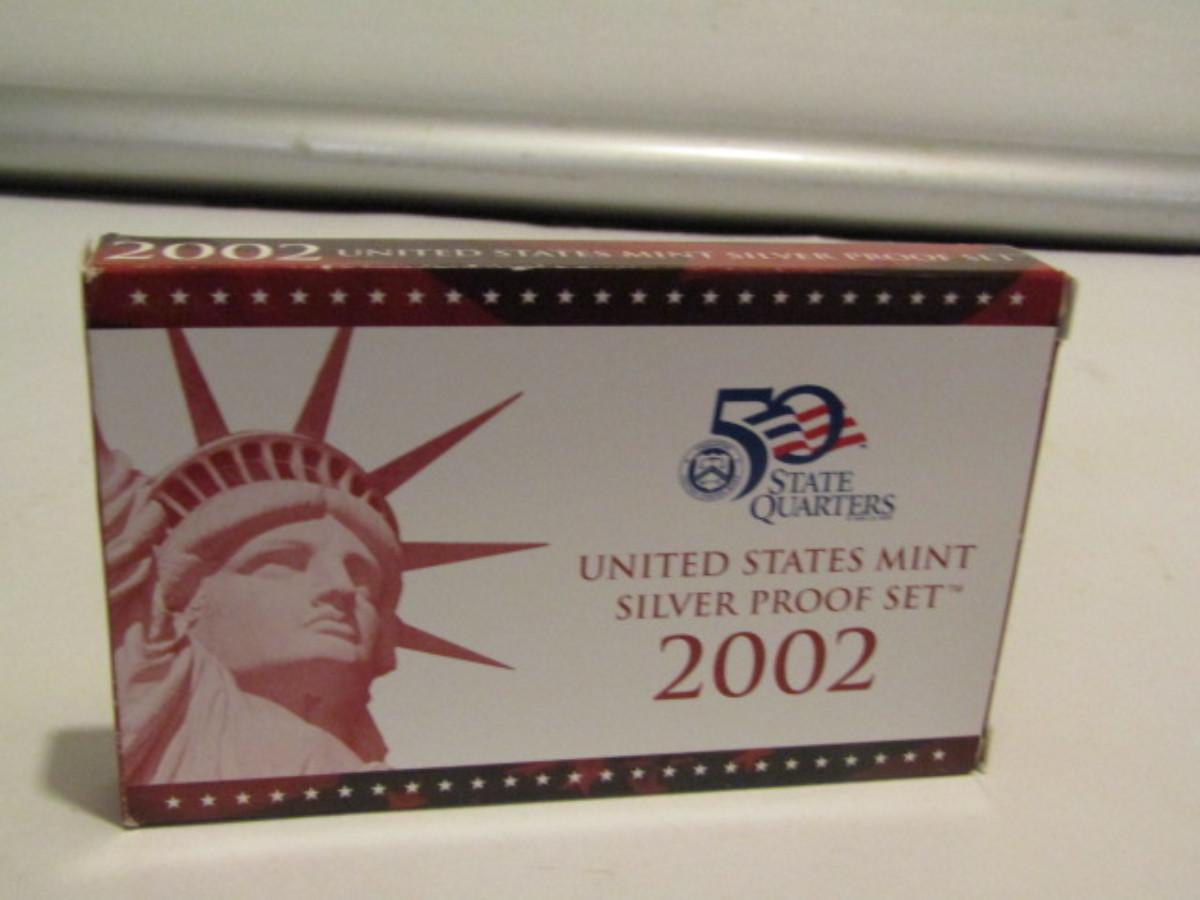 2002 UNITED STATES MINT SILVER PROOF SET
50
STATE
QUARTERS
UNITED STATES MINT
SILVER PROOF SET™
2002